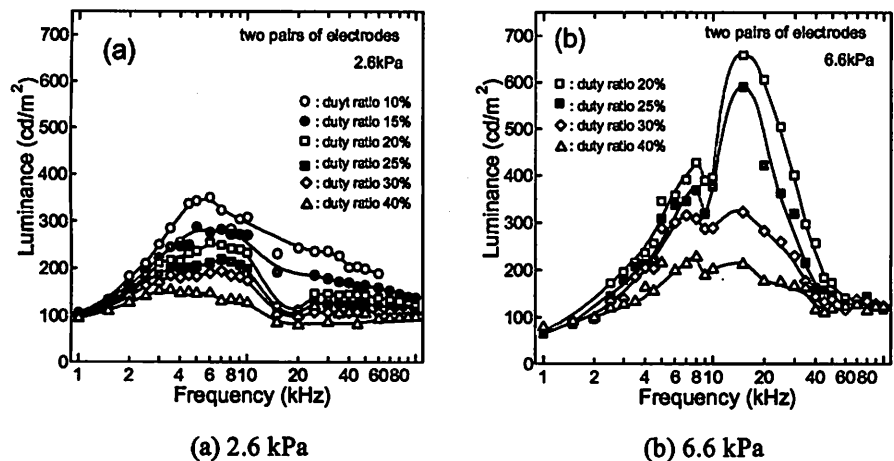 (a)
two pairs of electrodes
2.6kPa
700
600
500
400
300
200
100
0
Luminance (cd/m²)
: duyt ratio 10%
: duty ratio 15%
: duty ratio 20%
: duty ratio 25%
: duty ratio 30%
: duty ratio 40%
1 2 4 6 8 10 20 40 60 80
Frequency (kHz)
(a) 2.6 kPa
(b)
two pairs of electrodes
6.6kPa
700
600
500
400
300
200
100
0
Luminance (cd/m²)
: duty ratio 20%
: duty ratio 25%
: duty ratio 30%
: duty ratio 40%
1 2 4 6 8 10 20 40 60 80
Frequency (kHz)
(b) 6.6 kPa